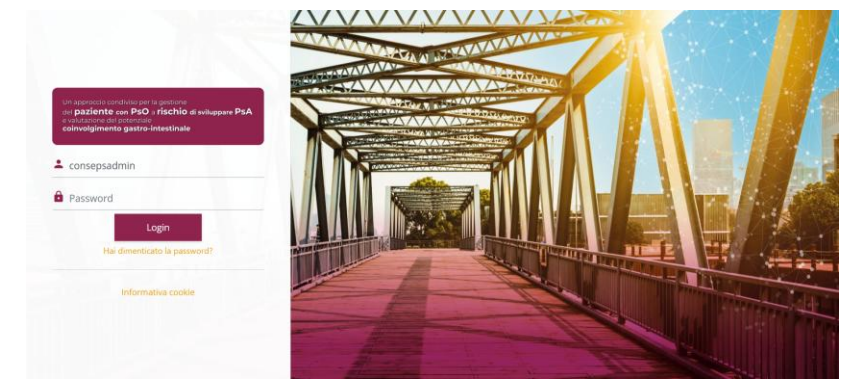 Un approccio condiviso per la gestione
del paziente con PsO a rischio di sviluppare PsA
e valutazione del potenziale
coinvolgimento gastro-intestinale
consepsadmin
Password
Login
Hai dimenticato la password?
Informativa cookie